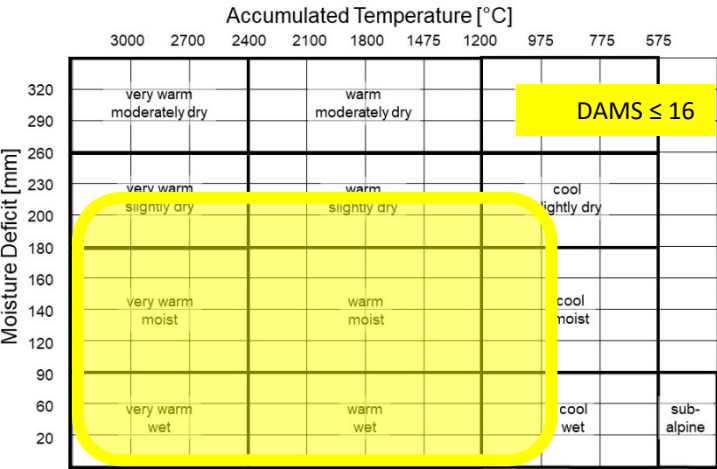 Accumulated Temperature [°C]
3000 2700 2400 2100 1800 1475 1200 975 775 575
Moisture Deficit [mm]
320
290
260
230
200
180
160
140
120
90
60
20
very warm
moderately dry
warm
moderately dry
DAMS ≤ 16
very warm
slightly dry
warm
slightly dry
cool
lightly dry
very warm
moist
warm
moist
cool
moist
very warm
wet
warm
wet
cool
wet
sub-
alpine